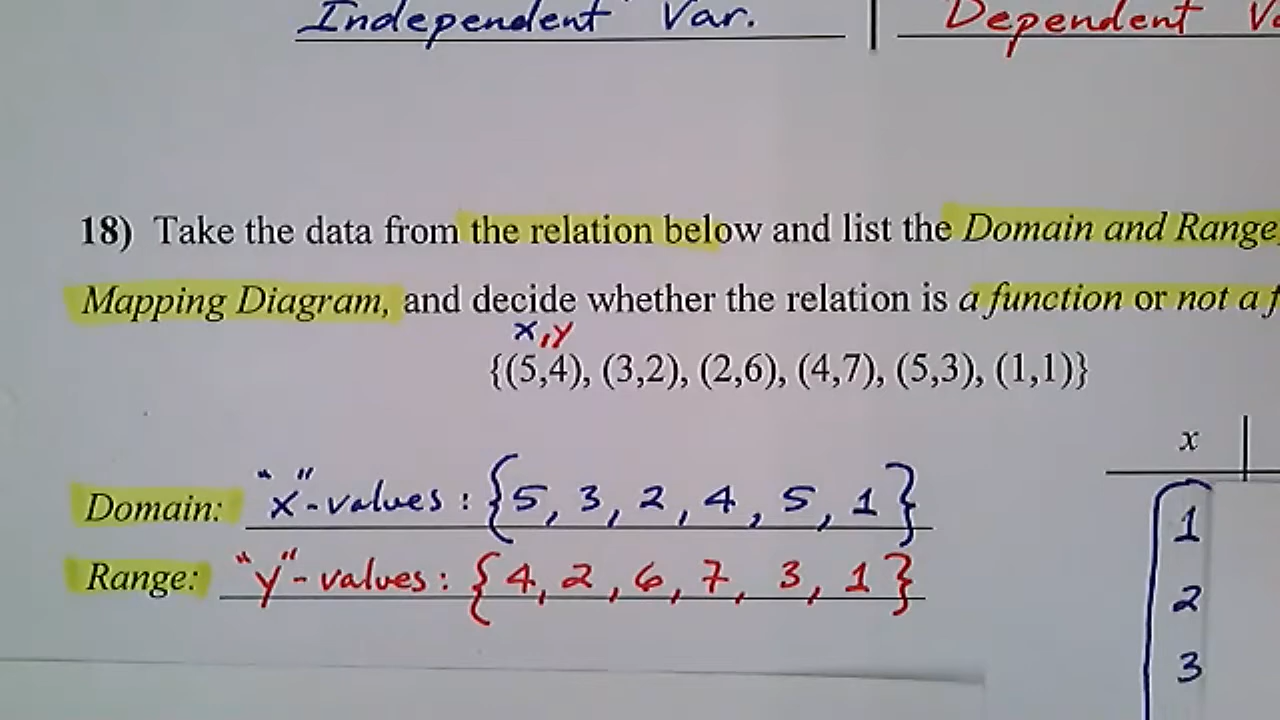 Independent Var.
Dependent
18) Take the data from the relation below and list the Domain and Range,
Mapping Diagram, and decide whether the relation is a function or not a f
x,y
{(5,4), (3,2), (2,6), (4,7), (5,3), (1,1)}
x
Domain: "x"-values : {5, 3, 2, 4, 5, 1}
1
Range: "y"-values : {4, 2, 6, 7, 3, 1}
2
3